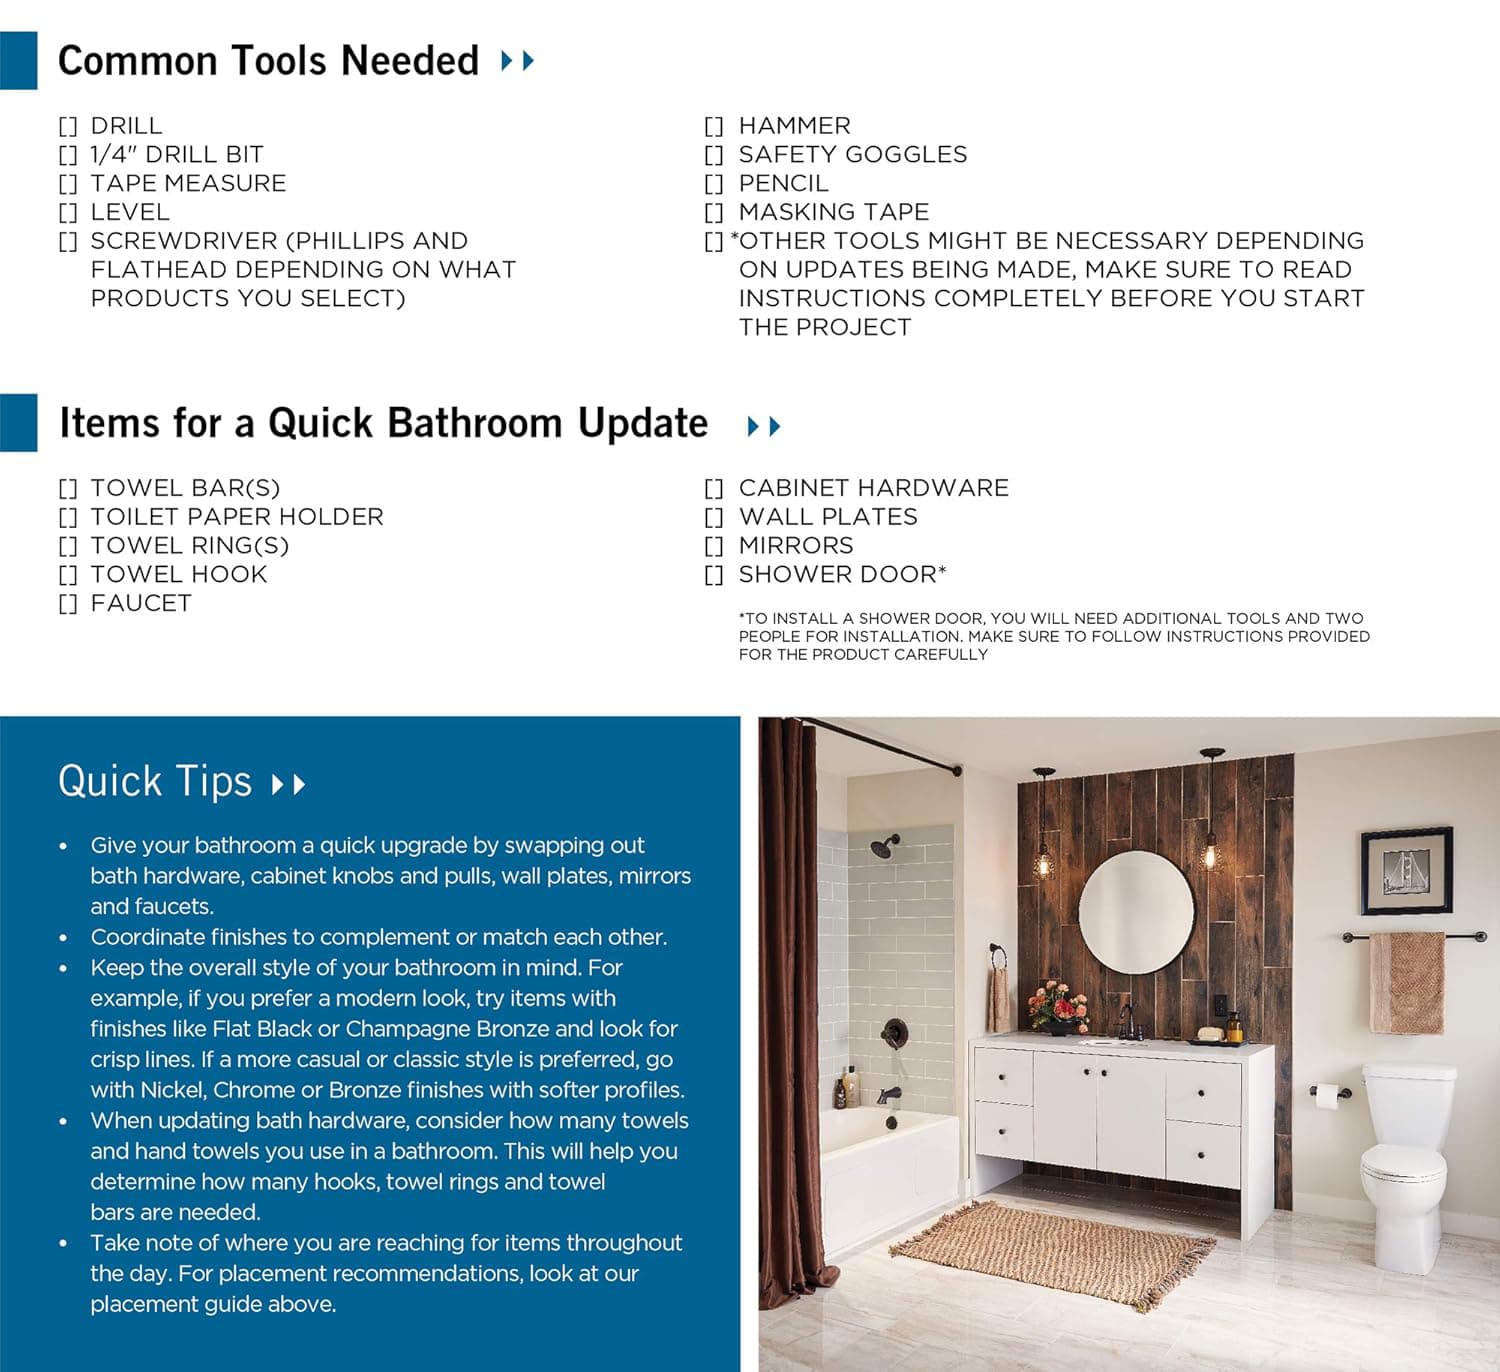 Common Tools Needed
[] DRILL
[] 1/4" DRILL BIT
[] TAPE MEASURE
[] LEVEL
[] SCREWDRIVER (PHILLIPS AND
FLATHEAD DEPENDING ON WHAT
PRODUCTS YOU SELECT)
[] HAMMER
[] SAFETY GOGGLES
[] PENCIL
[] MASKING TAPE
[] *OTHER TOOLS MIGHT BE NECESSARY DEPENDING
ON UPDATES BEING MADE, MAKE SURE TO READ
INSTRUCTIONS COMPLETELY BEFORE YOU START
THE PROJECT
Items for a Quick Bathroom Update
[] TOWEL BAR(S)
[] TOILET PAPER HOLDER
[] TOWEL RING(S)
[] TOWEL HOOK
[] FAUCET
[] CABINET HARDWARE
[] WALL PLATES
[] MIRRORS
[] SHOWER DOOR*
*TO INSTALL A SHOWER DOOR, YOU WILL NEED ADDITIONAL TOOLS AND TWO
PEOPLE FOR INSTALLATION. MAKE SURE TO FOLLOW INSTRUCTIONS PROVIDED
FOR THE PRODUCT CAREFULLY
Quick Tips
• Give your bathroom a quick upgrade by swapping out
bath hardware, cabinet knobs and pulls, wall plates, mirrors
and faucets.
• Coordinate finishes to complement or match each other.
• Keep the overall style of your bathroom in mind. For
example, if you prefer a modern look, try items with
finishes like Flat Black or Champagne Bronze and look for
crisp lines. If a more casual or classic style is preferred, go
with Nickel, Chrome or Bronze finishes with softer profiles.
• When updating bath hardware, consider how many towels
and hand towels you use in a bathroom. This will help you
determine how many hooks, towel rings and towel
bars are needed.
• Take note of where you are reaching for items throughout
the day. For placement recommendations, look at our
placement guide above.